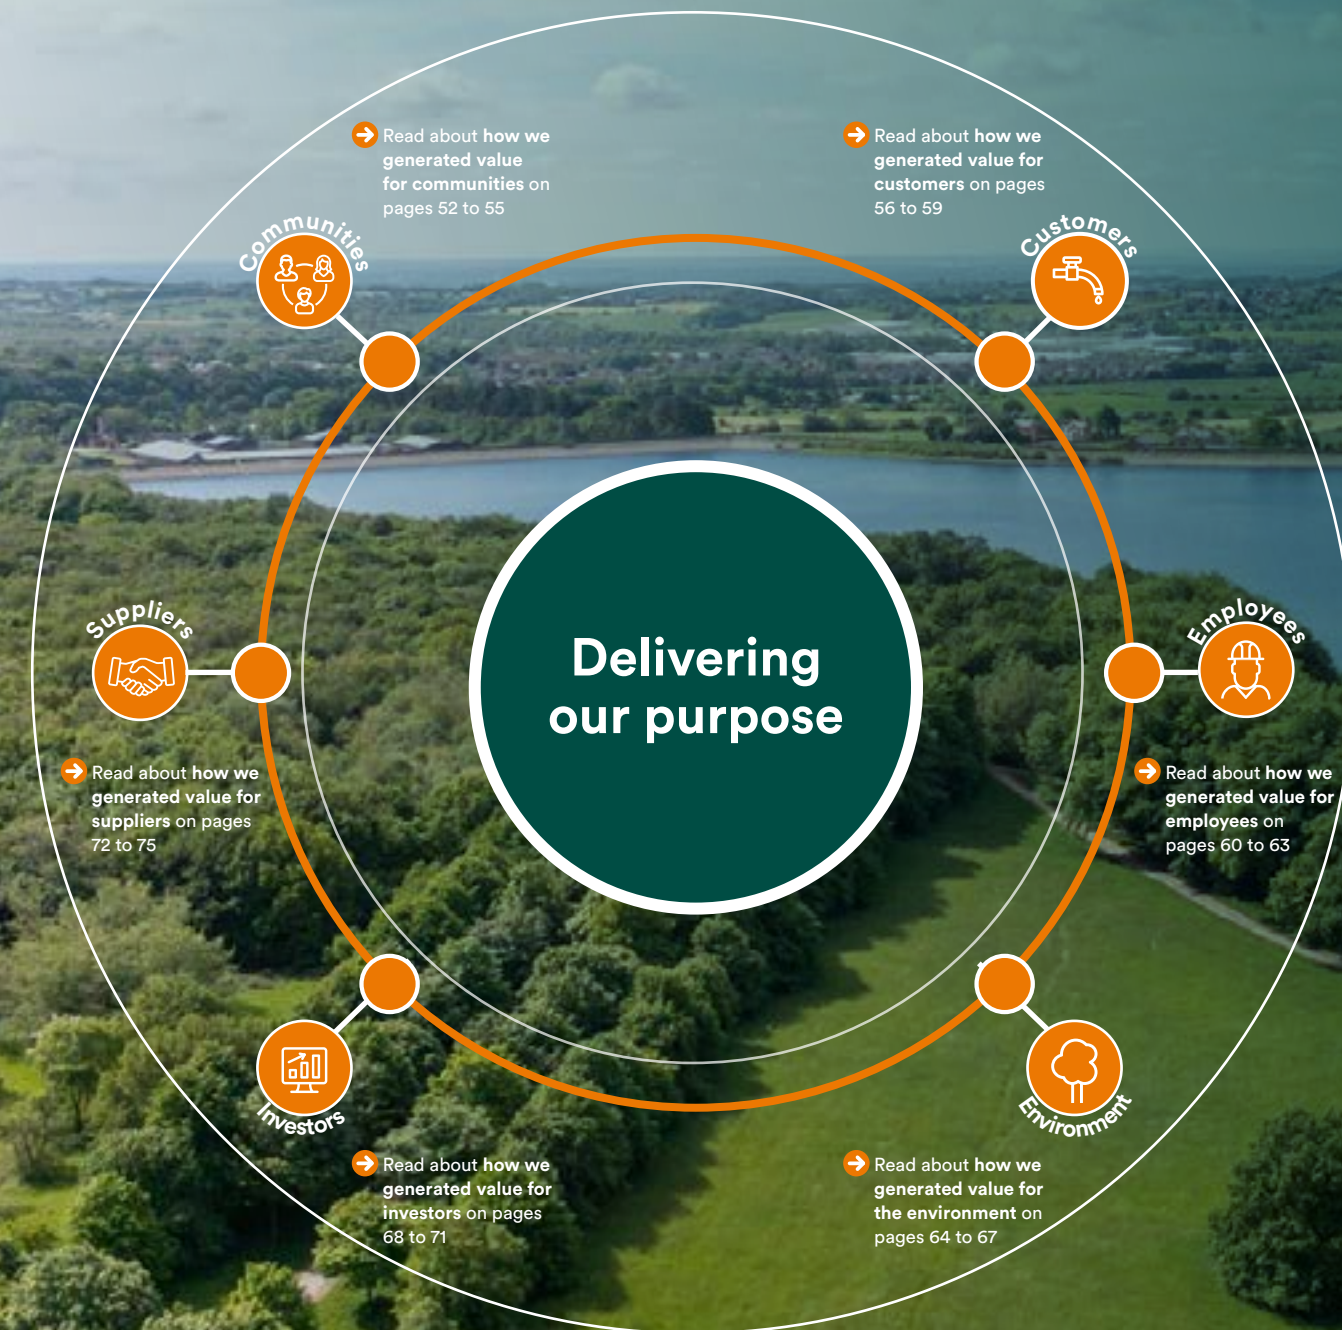 Read about how we
generated value
for communities on
pages 52 to 55
Communities
Read about how we
generated value for
customers on pages
56 to 59
Customers
Delivering
our purpose
Suppliers
Read about how we
generated value for
suppliers on pages
72 to 75
Employees
Read about how we
generated value for
employees on
pages 60 to 63
Investors
Read about how we
generated value for
investors on pages
68 to 71
Environment
Read about how we
generated value for
the environment on
pages 64 to 67